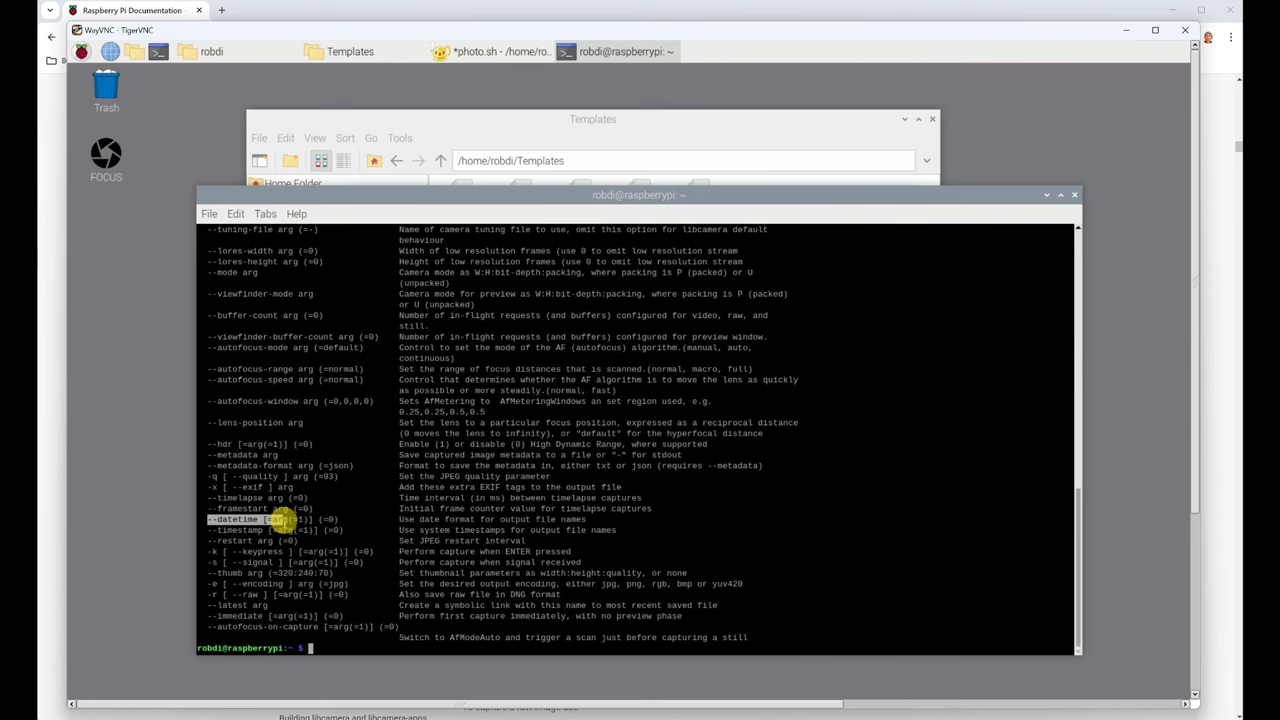 Raspberry Pi Documentation
WayVNC - TigerVNC
robdi
Templates
*photo.sh - /home/ro..
robdi@raspberrypi: ~
Trash
FOCUS
Templates
File Edit View Sort Go Tools
/home/robdi/Templates
Home Folder
robdi@raspberrypi: ~
File Edit Tabs Help
--tuning-file arg (=-) Name of camera tuning file to use, omit this option for libcamera default
behaviour
--lores-width arg (=0) Width of low resolution frames (use 0 to omit low resolution stream
--lores-height arg (=0) Height of low resolution frames (use 0 to omit low resolution stream
--mode arg Camera mode as W:H:bit-depth:packing, where packing is P (packed) or U
(unpacked)
--viewfinder-mode arg Camera mode for preview as W:H:bit-depth:packing, where packing is P (packed)
or U (unpacked)
--buffer-count arg (=0) Number of in-flight requests (and buffers) configured for video, raw, and
still.
--viewfinder-buffer-count arg (=0) Number of in-flight requests (and buffers) configured for preview window.
--autofocus-mode arg (=default) Control to set the mode of the AF (autofocus) algorithm.(manual, auto,
continuous)
--autofocus-range arg (=normal) Set the range of focus distances that is scanned.(normal, macro, full)
--autofocus-speed arg (=normal) Control that determines whether the AF algorithm is to move the lens as quickly
as possible or more steadily.(normal, fast)
--autofocus-window arg (=0,0,0,0) Sets AfMetering to  AfMeteringWindows an set region used, e.g.
0.25,0.25,0.5,0.5
--lens-position arg Set the lens to a particular focus position, expressed as a reciprocal distance
(0 moves the lens to infinity), or "default" for the hyperfocal distance
--hdr [=arg(=1)] (=0) Enable (1) or disable (0) High Dynamic Range, where supported
--metadata arg Save captured image metadata to a file or "-" for stdout
--metadata-format arg (=json) Format to save the metadata in, either txt or json (requires --metadata)
-q [ --quality ] arg (=93) Set the JPEG quality parameter
-x [ --exif ] arg Add these extra EXIF tags to the output file
--timelapse arg (=0) Time interval (in ms) between timelapse captures
--framestart arg (=0) Initial frame counter value for timelapse captures
--datetime [=arg(=1)] (=0) Use date format for output file names
--timestamp [=arg(=1)] (=0) Use system timestamps for output file names
--restart arg (=0) Set JPEG restart interval
-k [ --keypress ] [=arg(=1)] (=0) Perform capture when ENTER pressed
-s [ --signal ] [=arg(=1)] (=0) Perform capture when signal received
--thumb arg (=320:240:70) Set thumbnail parameters as width:height:quality, or none
-e [ --encoding ] arg (=jpg) Set the desired output encoding, either jpg, png, rgb, bmp or yuv420
-r [ --raw ] [=arg(=1)] (=0) Also save raw file in DNG format
--latest arg Create a symbolic link with this name to most recent saved file
--immediate [=arg(=1)] (=0) Perform first capture immediately, with no preview phase
--autofocus-on-capture [=arg(=1)] (=0)
Switch to AfModeAuto and trigger a scan just before capturing a still
robdi@raspberrypi:~ $
Building libcamera and libcamera-apps